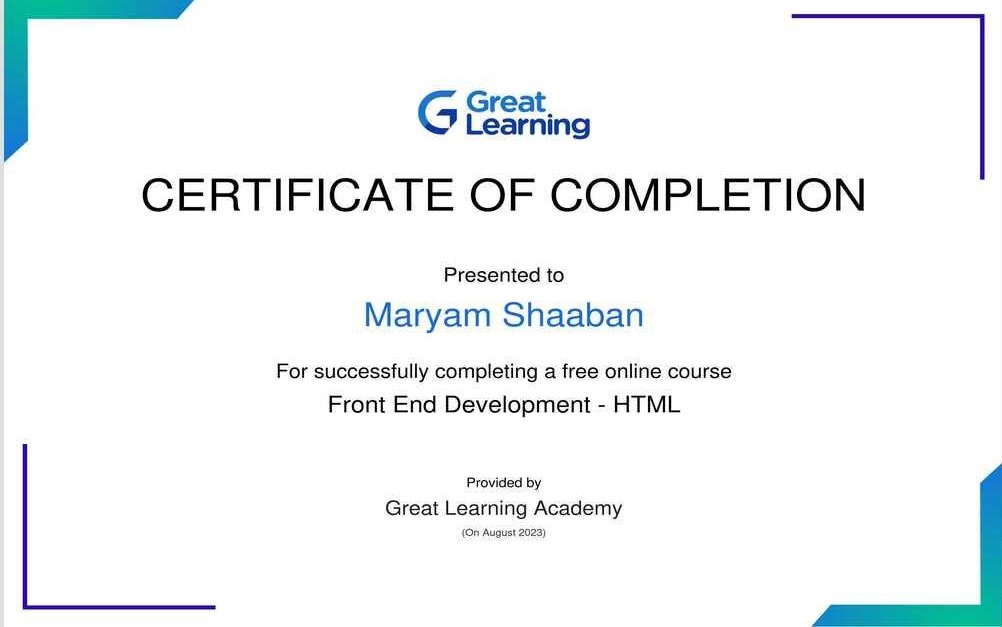 Great
Learning
CERTIFICATE OF COMPLETION
Presented to
Maryam Shaaban
For successfully completing a free online course
Front End Development - HTML
Provided by
Great Learning Academy
(On August 2023)